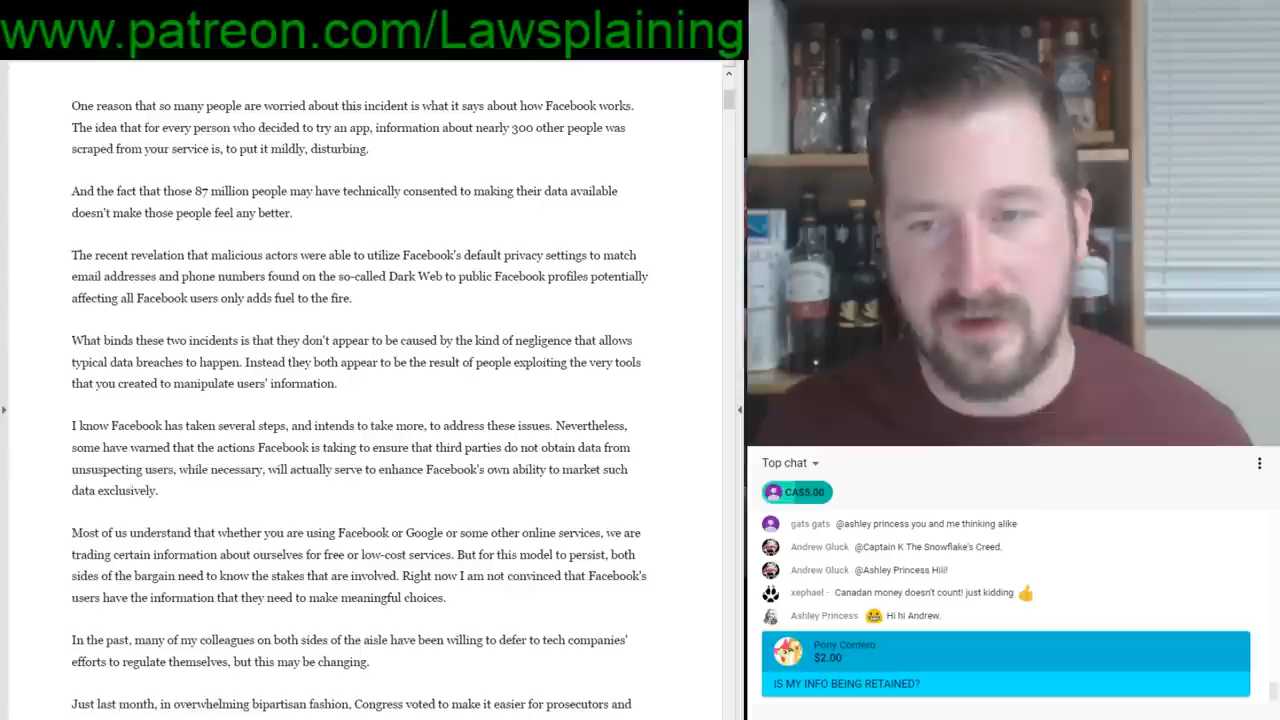 www.patreon.com/Lawsplaining
One reason that so many people are worried about this incident is what it says about how Facebook works.
The idea that for every person who decided to try an app, information about nearly 300 other people was
scraped from your service is, to put it mildly, disturbing.
And the fact that those 87 million people may have technically consented to making their data available
doesn't make those people feel any better.
The recent revelation that malicious actors were able to utilize Facebook's default privacy settings to match
email addresses and phone numbers found on the so-called Dark Web to public Facebook profiles potentially
affecting all Facebook users only adds fuel to the fire.
What binds these two incidents is that they don't appear to be caused by the kind of negligence that allows
typical data breaches to happen. Instead they both appear to be the result of people exploiting the very tools
that you created to manipulate users' information.
I know Facebook has taken several steps, and intends to take more, to address these issues. Nevertheless,
some have warned that the actions Facebook is taking to ensure that third parties do not obtain data from
unsuspecting users, while necessary, will actually serve to enhance Facebook's own ability to market such
data exclusively.
Most of us understand that whether you are using Facebook or Google or some other online services, we are
trading certain information about ourselves for free or low-cost services. But for this model to persist, both
sides of the bargain need to know the stakes that are involved. Right now I am not convinced that Facebook's
users have the information that they need to make meaningful choices.
In the past, many of my colleagues on both sides of the aisle have been willing to defer to tech companies'
efforts to regulate themselves, but this may be changing.
Just last month, in overwhelming bipartisan fashion, Congress voted to make it easier for prosecutors and
Top chat
CA$5.00
gats gats @ashley princess you and me thinking alike
Andrew Gluck @Captain K The Snowflake's Creed,
Andrew Gluck @Ashley Princess Hiii!
xephael - Canadan money doesn't count! just kidding
Ashley Princess Hi hi Andrew.
Pony Cordero
$2.00
IS MY INFO BEING RETAINED?